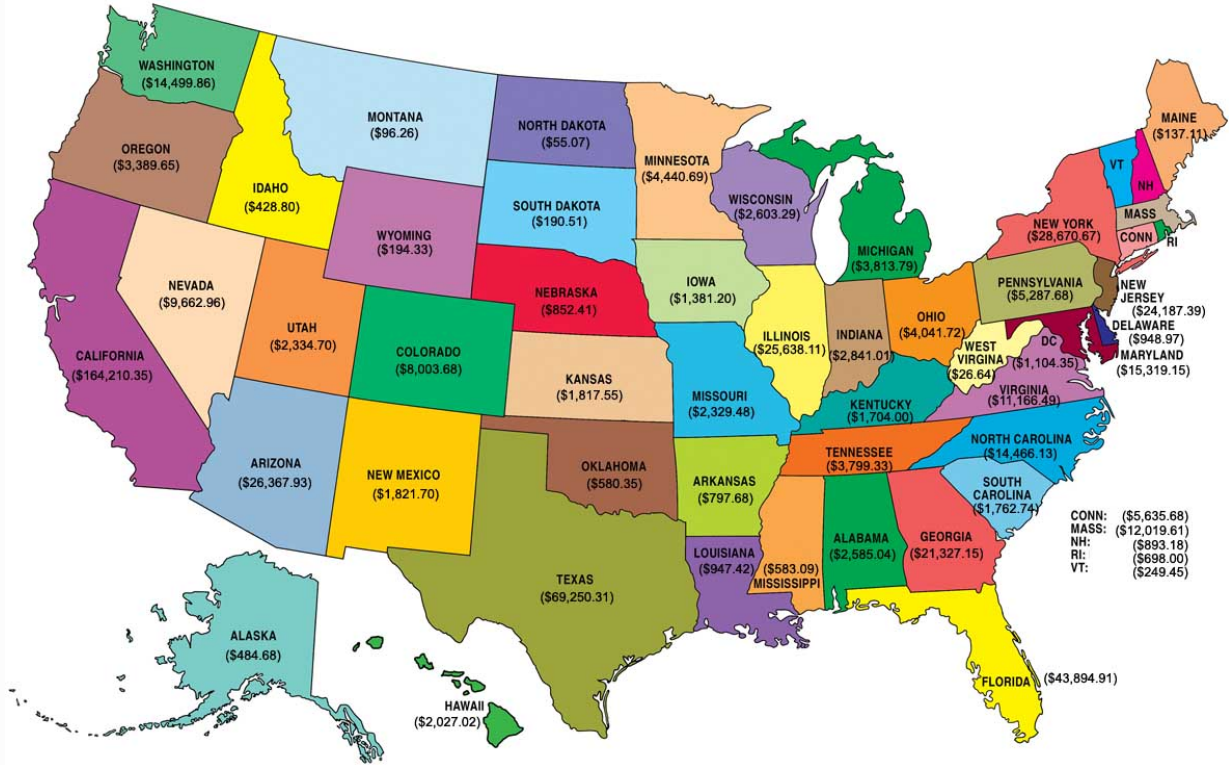 WASHINGTON
($14,499.86)
OREGON
($3,389.65)
IDAHO
($428.80)
MONTANA
($96.26)
NORTH DAKOTA
($55.07)
MINNESOTA
($4,440.69)
WISCONSIN
($2,603.29)
MICHIGAN
($3,813.79)
MAINE
($137.11)
VT
NH
MASS
CONN
RI
NEW YORK
($28,670.67)
WYOMING
($194.33)
SOUTH DAKOTA
($190.51)
NEBRASKA
($852.41)
IOWA
($1,381.20)
ILLINOIS
($25,638.11)
INDIANA
($2,841.01)
OHIO
($4,041.72)
PENNSYLVANIA
($5,287.68)
NEW
JERSEY
($24,187.39)
DELAWARE
($948.97)
MARYLAND
($15,319.15)
DC
($1,104.35)
WEST
VIRGINA
($26.64)
VIRGINIA
($11,166.49)
CALIFORNIA
($164,210.35)
NEVADA
($9,662.96)
UTAH
($2,334.70)
COLORADO
($8,003.68)
KANSAS
($1,817.55)
MISSOURI
($2,329.48)
KENTUCKY
($1,704.00)
TENNESSEE
($3,799.33)
NORTH CAROLINA
($14,466.13)
SOUTH
CAROLINA
($1,762.74)
ARIZONA
($26,367.93)
NEW MEXICO
($1,821.70)
OKLAHOMA
($580.35)
ARKANSAS
($797.68)
TEXAS
($69,250.31)
LOUISIANA
($947.42)
($583.09)
MISSISSIPPI
ALABAMA
($2,585.04)
GEORGIA
($21,327.15)
CONN: ($5,635.68)
MASS: ($12,019.61)
NH: ($893.18)
RI: ($698.00)
VT: ($249.45)
ALASKA
($484.68)
HAWAII
($2,027.02)
FLORIDA
($43,894.91)